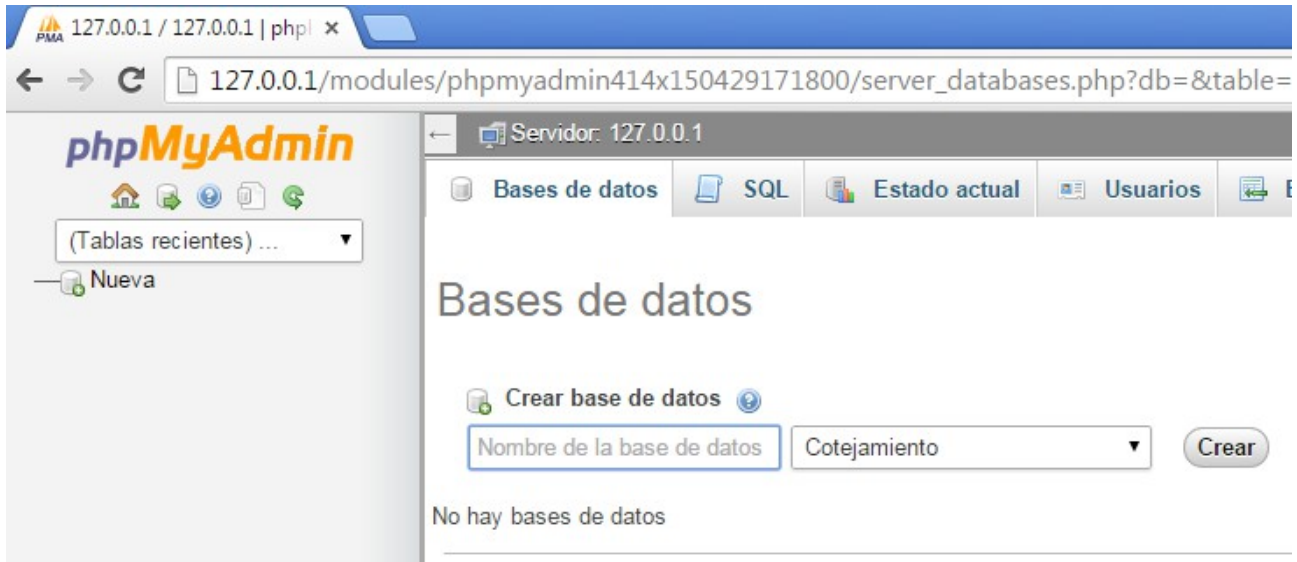 127.0.0.1 / 127.0.0.1 | php
127.0.0.1/modules/phpmyadmin414x150429171800/server_databases.php?db=&table=
phpMyAdmin
(Tablas recientes) ...
Nueva
Servidor: 127.0.0.1
Bases de datos SQL Estado actual Usuarios
Bases de datos
Crear base de datos
Nombre de la base de datos Cotejamiento Crear
No hay bases de datos